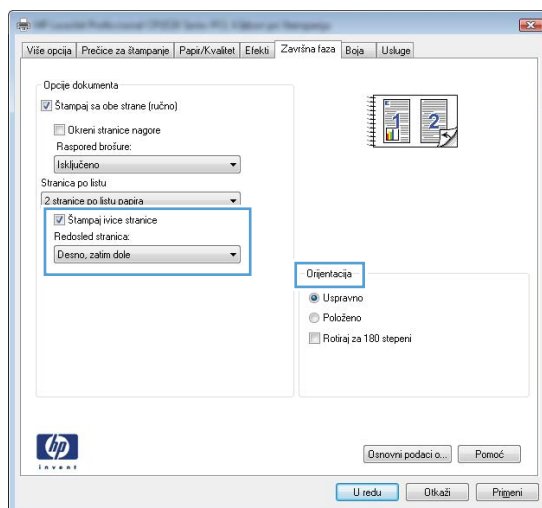 Više opcija Prečice za štampanje Papir/Kvalitet Efekti Završna faza Boja Usluge
Opcije dokumenta
Štampaj sa obe strane (ručno)
Okreni stranice nagore
Raspored brošure:
Isključeno
Stranica po listu
2 stranice po listu papira
Štampaj ivice stranice
Redosled stranica:
Desno, zatim dole
1 2
Orijentacija
Uspravno
Položeno
Rotiraj za 180 stepeni
hp
invent
Osnovni podaci o... Pomoć
U redu Otkaži Primeni